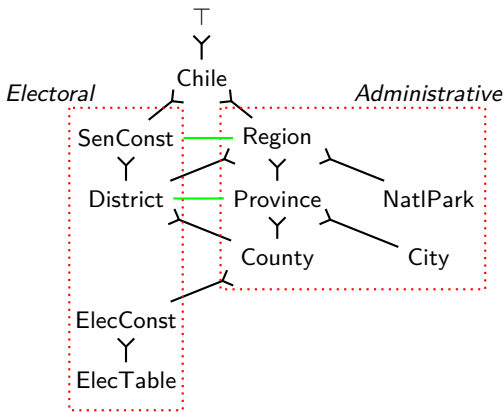 ⊤
Chile
Electoral Administrative
SenConst Region
District Province NatlPark
County City
ElecConst
ElecTable